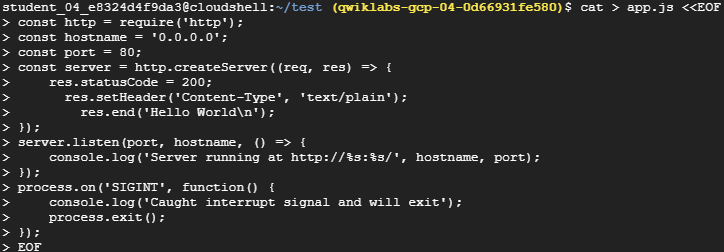 student_04_e8324d4f9da3@cloudshell:~/test (qwiklabs-gcp-04-0d66931fe580)$ cat > app.js <<EOF
> const http = require('http');
> const hostname = '0.0.0.0';
> const port = 80;
> const server = http.createServer((req, res) => {
>     res.statusCode = 200;
>       res.setHeader('Content-Type', 'text/plain');
>         res.end('Hello World\n');
> });
> server.listen(port, hostname, () => {
>     console.log('Server running at http://%s:%s/', hostname, port);
> });
> process.on('SIGINT', function() {
>     console.log('Caught interrupt signal and will exit');
>     process.exit();
> });
> EOF